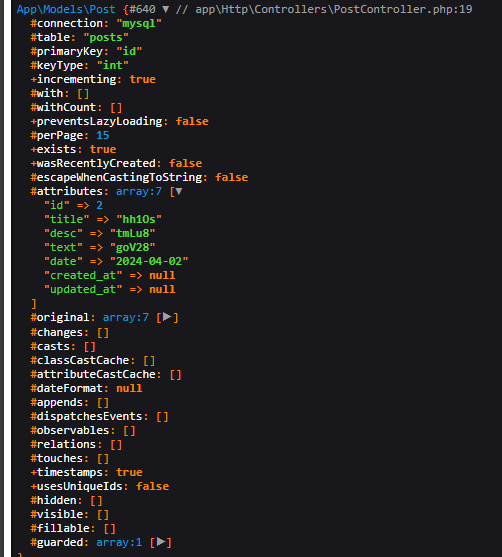 App\Models\Post {#640 ▼ // app\Http\Controllers\PostController.php:19
#connection: "mysql"
#table: "posts"
#primaryKey: "id"
#keyType: "int"
+incrementing: true
#with: []
#withCount: []
+preventsLazyLoading: false
#perPage: 15
+exists: true
+wasRecentlyCreated: false
#escapeWhenCastingToString: false
#attributes: array:7 [▼
"id" => 2
"title" => "hh1Os"
"desc" => "tmLu8"
"text" => "goV28"
"date" => "2024-04-02"
"created_at" => null
"updated_at" => null
]
#original: array:7 [▶]
#changes: []
#casts: []
#classCastCache: []
#attributeCastCache: []
#dateFormat: null
#appends: []
#dispatchesEvents: []
#observables: []
#relations: []
#touches: []
+timestamps: true
+usesUniqueIds: false
#hidden: []
#visible: []
#fillable: []
#guarded: array:1 [▶]
}